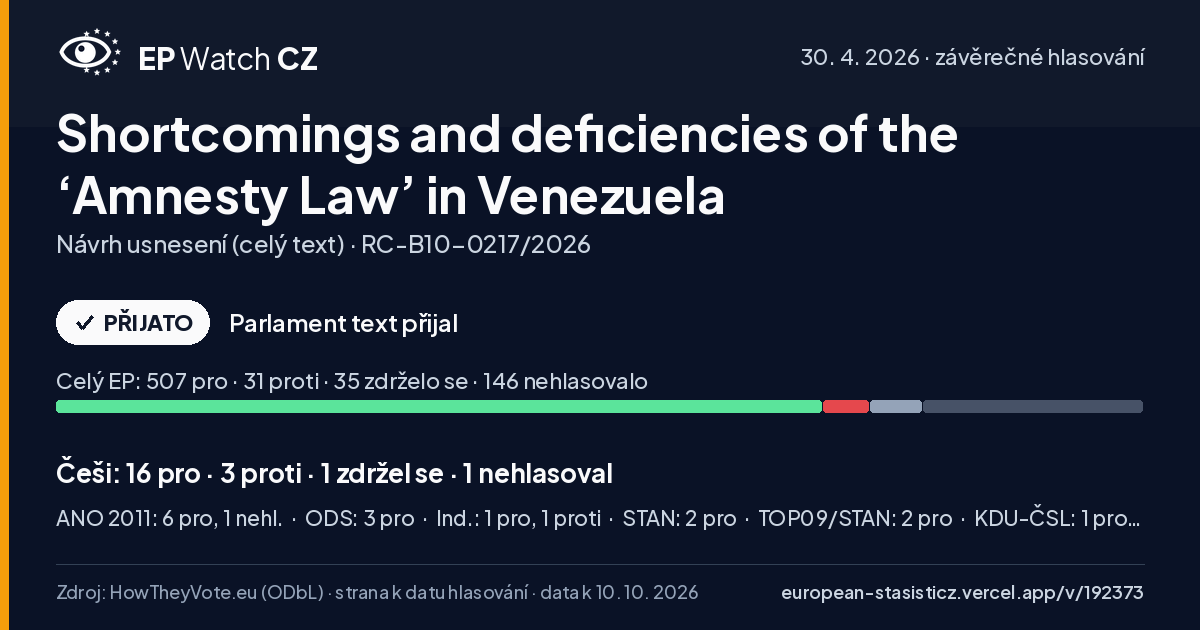 EP Watch CZ
30. 4. 2026 · závěrečné hlasování
Shortcomings and deficiencies of the
‘Amnesty Law’ in Venezuela
Návrh usnesení (celý text) · RC-B10-0217/2026
✓ PŘIJATO
Parlament text přijal
Celý EP: 507 pro · 31 proti · 35 zdrželo se · 146 nehlasovalo
Češi: 16 pro · 3 proti · 1 zdržel se · 1 nehlasoval
ANO 2011: 6 pro, 1 nehl. · ODS: 3 pro · Ind.: 1 pro, 1 proti · STAN: 2 pro · TOP09/STAN: 2 pro · KDU-ČSL: 1 pro…
Zdroj: HowTheyVote.eu (ODbL) · strana k datu hlasování · data k 10. 10. 2026
european-stasisticz.vercel.app/v/192373